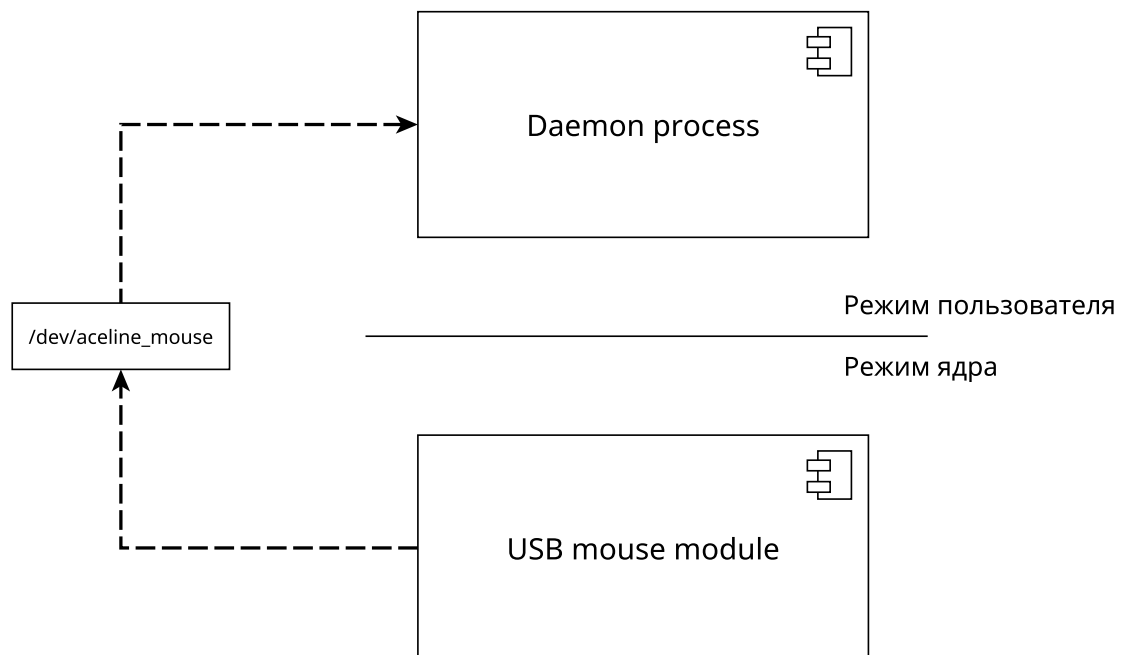 Daemon process
Режим пользователя
/dev/aceline_mouse
Режим ядра
USB mouse module